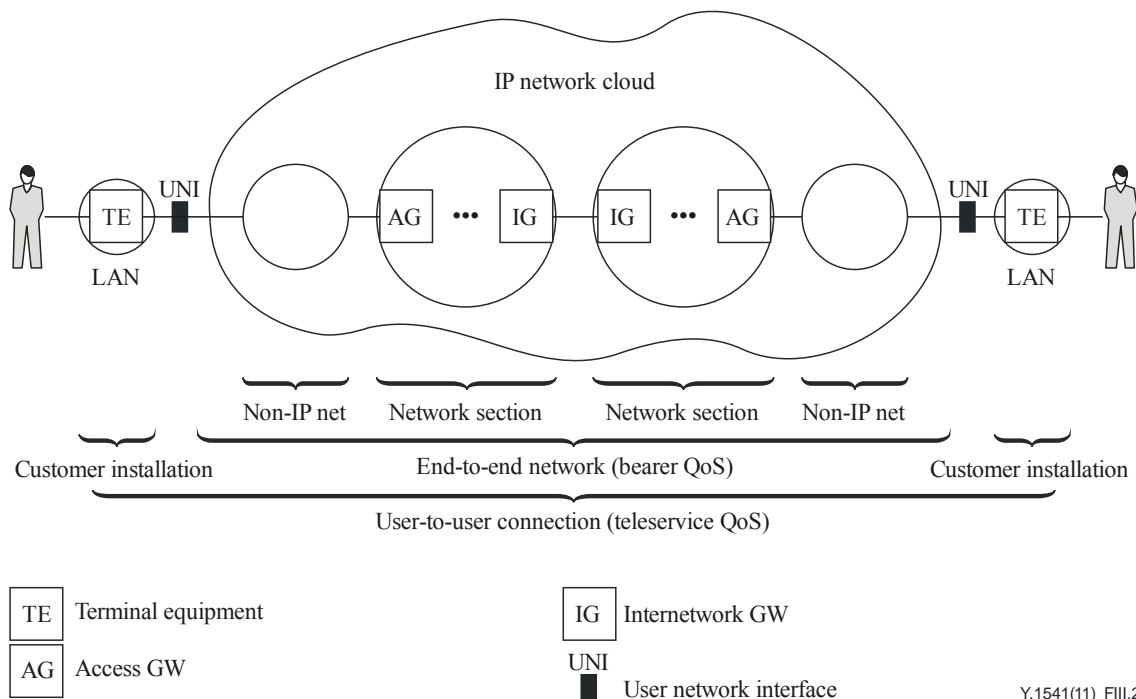 IP network cloud
UNI
UNI
TE
AG
•••
IG
IG
•••
AG
TE
LAN
LAN
Non-IP net
Network section
Network section
Non-IP net
Customer installation
End-to-end network (bearer QoS)
Customer installation
User-to-user connection (teleservice QoS)
TE
Terminal equipment
IG
Internetwork GW
AG
Access GW
UNI
User network interface
Y.1541(11)_FIII.2